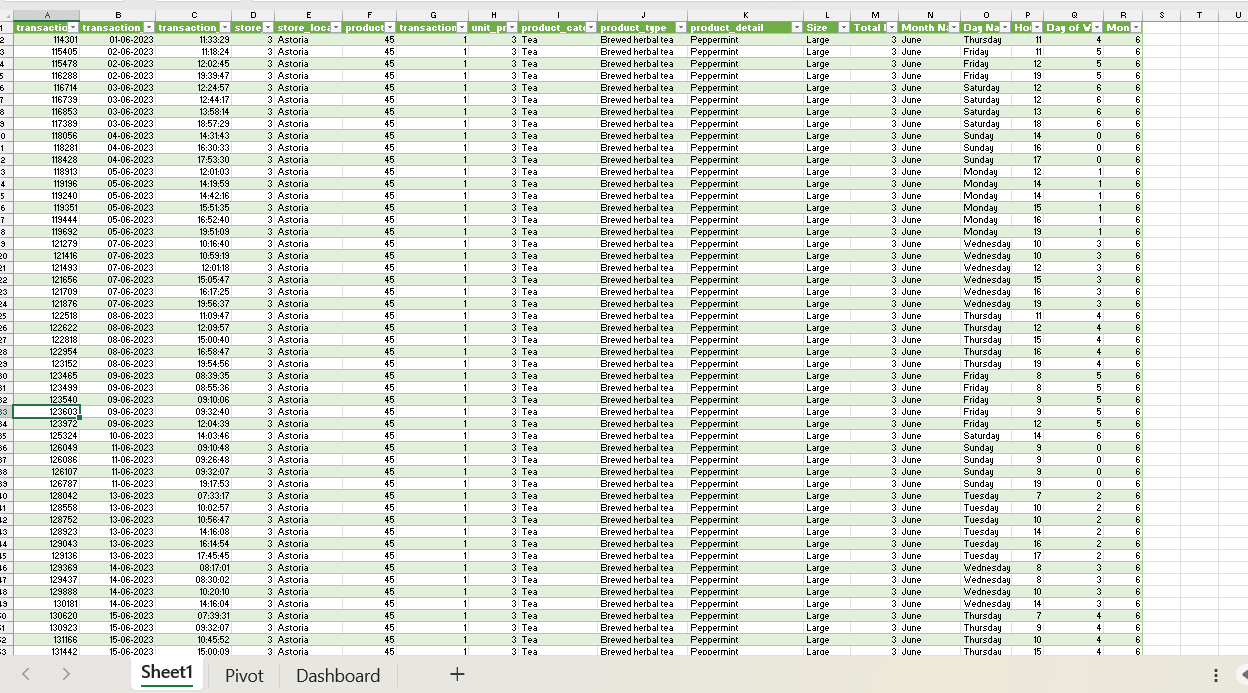 A B C D E F G H I J K L M N O P Q R S T U
1 transactio transaction transaction store store_loca product transaction unit_pr product_cate product_type product_detail Size Total Month Na Day Na Ho Day of W Mon
2 114301 01-06-2023 11:33:29 3 Astoria 45 1 3 Tea Brewed herbal tea Peppermint Large 3 June Thursday 11 4 6
3 115405 02-06-2023 11:18:24 3 Astoria 45 1 3 Tea Brewed herbal tea Peppermint Large 3 June Friday 11 5 6
4 115478 02-06-2023 12:02:45 3 Astoria 45 1 3 Tea Brewed herbal tea Peppermint Large 3 June Friday 12 5 6
5 116288 02-06-2023 19:39:47 3 Astoria 45 1 3 Tea Brewed herbal tea Peppermint Large 3 June Friday 19 5 6
6 116714 03-06-2023 12:24:57 3 Astoria 45 1 3 Tea Brewed herbal tea Peppermint Large 3 June Saturday 12 6 6
7 116739 03-06-2023 12:44:17 3 Astoria 45 1 3 Tea Brewed herbal tea Peppermint Large 3 June Saturday 12 6 6
8 116853 03-06-2023 13:58:14 3 Astoria 45 1 3 Tea Brewed herbal tea Peppermint Large 3 June Saturday 13 6 6
9 117389 03-06-2023 18:57:29 3 Astoria 45 1 3 Tea Brewed herbal tea Peppermint Large 3 June Saturday 18 6 6
0 118056 04-06-2023 14:31:43 3 Astoria 45 1 3 Tea Brewed herbal tea Peppermint Large 3 June Sunday 14 0 6
1 118281 04-06-2023 16:30:33 3 Astoria 45 1 3 Tea Brewed herbal tea Peppermint Large 3 June Sunday 16 0 6
2 118428 04-06-2023 17:53:30 3 Astoria 45 1 3 Tea Brewed herbal tea Peppermint Large 3 June Sunday 17 0 6
3 118913 05-06-2023 12:01:03 3 Astoria 45 1 3 Tea Brewed herbal tea Peppermint Large 3 June Monday 12 1 6
4 119196 05-06-2023 14:19:59 3 Astoria 45 1 3 Tea Brewed herbal tea Peppermint Large 3 June Monday 14 1 6
5 119240 05-06-2023 14:42:16 3 Astoria 45 1 3 Tea Brewed herbal tea Peppermint Large 3 June Monday 14 1 6
6 119351 05-06-2023 15:51:35 3 Astoria 45 1 3 Tea Brewed herbal tea Peppermint Large 3 June Monday 15 1 6
7 119444 05-06-2023 16:52:40 3 Astoria 45 1 3 Tea Brewed herbal tea Peppermint Large 3 June Monday 16 1 6
8 119692 05-06-2023 19:51:09 3 Astoria 45 1 3 Tea Brewed herbal tea Peppermint Large 3 June Monday 19 1 6
9 121279 07-06-2023 10:16:40 3 Astoria 45 1 3 Tea Brewed herbal tea Peppermint Large 3 June Wednesday 10 3 6
20 121416 07-06-2023 10:59:19 3 Astoria 45 1 3 Tea Brewed herbal tea Peppermint Large 3 June Wednesday 10 3 6
21 121493 07-06-2023 12:01:18 3 Astoria 45 1 3 Tea Brewed herbal tea Peppermint Large 3 June Wednesday 12 3 6
22 121656 07-06-2023 15:05:47 3 Astoria 45 1 3 Tea Brewed herbal tea Peppermint Large 3 June Wednesday 15 3 6
23 121709 07-06-2023 16:17:25 3 Astoria 45 1 3 Tea Brewed herbal tea Peppermint Large 3 June Wednesday 16 3 6
24 121876 07-06-2023 19:56:37 3 Astoria 45 1 3 Tea Brewed herbal tea Peppermint Large 3 June Wednesday 19 3 6
25 122518 08-06-2023 11:09:47 3 Astoria 45 1 3 Tea Brewed herbal tea Peppermint Large 3 June Thursday 11 4 6
26 122622 08-06-2023 12:09:57 3 Astoria 45 1 3 Tea Brewed herbal tea Peppermint Large 3 June Thursday 12 4 6
27 122818 08-06-2023 15:00:40 3 Astoria 45 1 3 Tea Brewed herbal tea Peppermint Large 3 June Thursday 15 4 6
28 122954 08-06-2023 16:58:47 3 Astoria 45 1 3 Tea Brewed herbal tea Peppermint Large 3 June Thursday 16 4 6
29 123152 08-06-2023 19:54:56 3 Astoria 45 1 3 Tea Brewed herbal tea Peppermint Large 3 June Thursday 19 4 6
30 123465 09-06-2023 08:39:35 3 Astoria 45 1 3 Tea Brewed herbal tea Peppermint Large 3 June Friday 8 5 6
31 123499 09-06-2023 08:55:36 3 Astoria 45 1 3 Tea Brewed herbal tea Peppermint Large 3 June Friday 8 5 6
32 123540 09-06-2023 09:10:06 3 Astoria 45 1 3 Tea Brewed herbal tea Peppermint Large 3 June Friday 9 5 6
33 123603 09-06-2023 09:32:40 3 Astoria 45 1 3 Tea Brewed herbal tea Peppermint Large 3 June Friday 9 5 6
34 123972 09-06-2023 12:04:39 3 Astoria 45 1 3 Tea Brewed herbal tea Peppermint Large 3 June Friday 12 5 6
35 125324 10-06-2023 14:03:46 3 Astoria 45 1 3 Tea Brewed herbal tea Peppermint Large 3 June Saturday 14 6 6
36 126049 11-06-2023 09:10:48 3 Astoria 45 1 3 Tea Brewed herbal tea Peppermint Large 3 June Sunday 9 0 6
37 126086 11-06-2023 09:26:48 3 Astoria 45 1 3 Tea Brewed herbal tea Peppermint Large 3 June Sunday 9 0 6
38 126107 11-06-2023 09:32:07 3 Astoria 45 1 3 Tea Brewed herbal tea Peppermint Large 3 June Sunday 9 0 6
39 126787 11-06-2023 19:17:53 3 Astoria 45 1 3 Tea Brewed herbal tea Peppermint Large 3 June Sunday 19 0 6
40 128042 13-06-2023 07:33:17 3 Astoria 45 1 3 Tea Brewed herbal tea Peppermint Large 3 June Tuesday 7 2 6
41 128558 13-06-2023 10:02:57 3 Astoria 45 1 3 Tea Brewed herbal tea Peppermint Large 3 June Tuesday 10 2 6
42 128752 13-06-2023 10:56:47 3 Astoria 45 1 3 Tea Brewed herbal tea Peppermint Large 3 June Tuesday 10 2 6
43 128923 13-06-2023 14:16:08 3 Astoria 45 1 3 Tea Brewed herbal tea Peppermint Large 3 June Tuesday 14 2 6
44 129043 13-06-2023 16:14:54 3 Astoria 45 1 3 Tea Brewed herbal tea Peppermint Large 3 June Tuesday 16 2 6
45 129136 13-06-2023 17:45:45 3 Astoria 45 1 3 Tea Brewed herbal tea Peppermint Large 3 June Tuesday 17 2 6
46 129369 14-06-2023 08:17:01 3 Astoria 45 1 3 Tea Brewed herbal tea Peppermint Large 3 June Wednesday 8 3 6
47 129437 14-06-2023 08:30:02 3 Astoria 45 1 3 Tea Brewed herbal tea Peppermint Large 3 June Wednesday 8 3 6
48 129888 14-06-2023 10:20:10 3 Astoria 45 1 3 Tea Brewed herbal tea Peppermint Large 3 June Wednesday 10 3 6
49 130181 14-06-2023 14:16:04 3 Astoria 45 1 3 Tea Brewed herbal tea Peppermint Large 3 June Wednesday 14 3 6
50 130620 15-06-2023 07:39:31 3 Astoria 45 1 3 Tea Brewed herbal tea Peppermint Large 3 June Thursday 7 4 6
51 130923 15-06-2023 09:32:07 3 Astoria 45 1 3 Tea Brewed herbal tea Peppermint Large 3 June Thursday 9 4 6
52 131166 15-06-2023 10:45:52 3 Astoria 45 1 3 Tea Brewed herbal tea Peppermint Large 3 June Thursday 10 4 6
53 131442 15-06-2023 15:00:09 3 Astoria 45 1 3 Tea Brewed herbal tea Peppermint Large 3 June Thursday 15 4 6
Sheet1 Pivot Dashboard